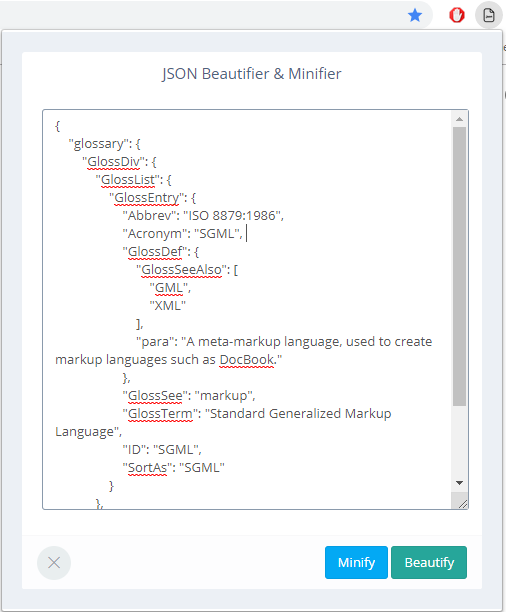 JSON Beautifier & Minifier
{
"glossary": {
"GlossDiv": {
"GlossList": {
"GlossEntry": {
"Abbrev": "ISO 8879:1986",
"Acronym": "SGML",
"GlossDef": {
"GlossSeeAlso": [
"GML",
"XML"
],
"para": "A meta-markup language, used to create
markup languages such as DocBook."
},
"GlossSee": "markup",
"GlossTerm": "Standard Generalized Markup
Language",
"ID": "SGML",
"SortAs": "SGML"
}
},
Minify
Beautify